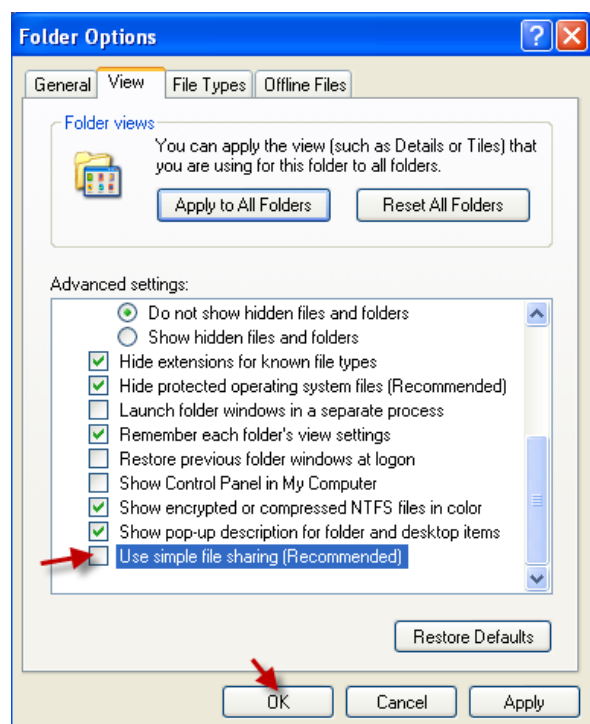 Folder Options
General View File Types Offline Files
Folder views
You can apply the view (such as Details or Tiles) that
you are using for this folder to all folders.
Apply to All Folders Reset All Folders
Advanced settings:
Do not show hidden files and folders
Show hidden files and folders
Hide extensions for known file types
Hide protected operating system files (Recommended)
Launch folder windows in a separate process
Remember each folder's view settings
Restore previous folder windows at logon
Show Control Panel in My Computer
Show encrypted or compressed NTFS files in color
Show pop-up description for folder and desktop items
Use simple file sharing (Recommended)
Restore Defaults
OK Cancel Apply